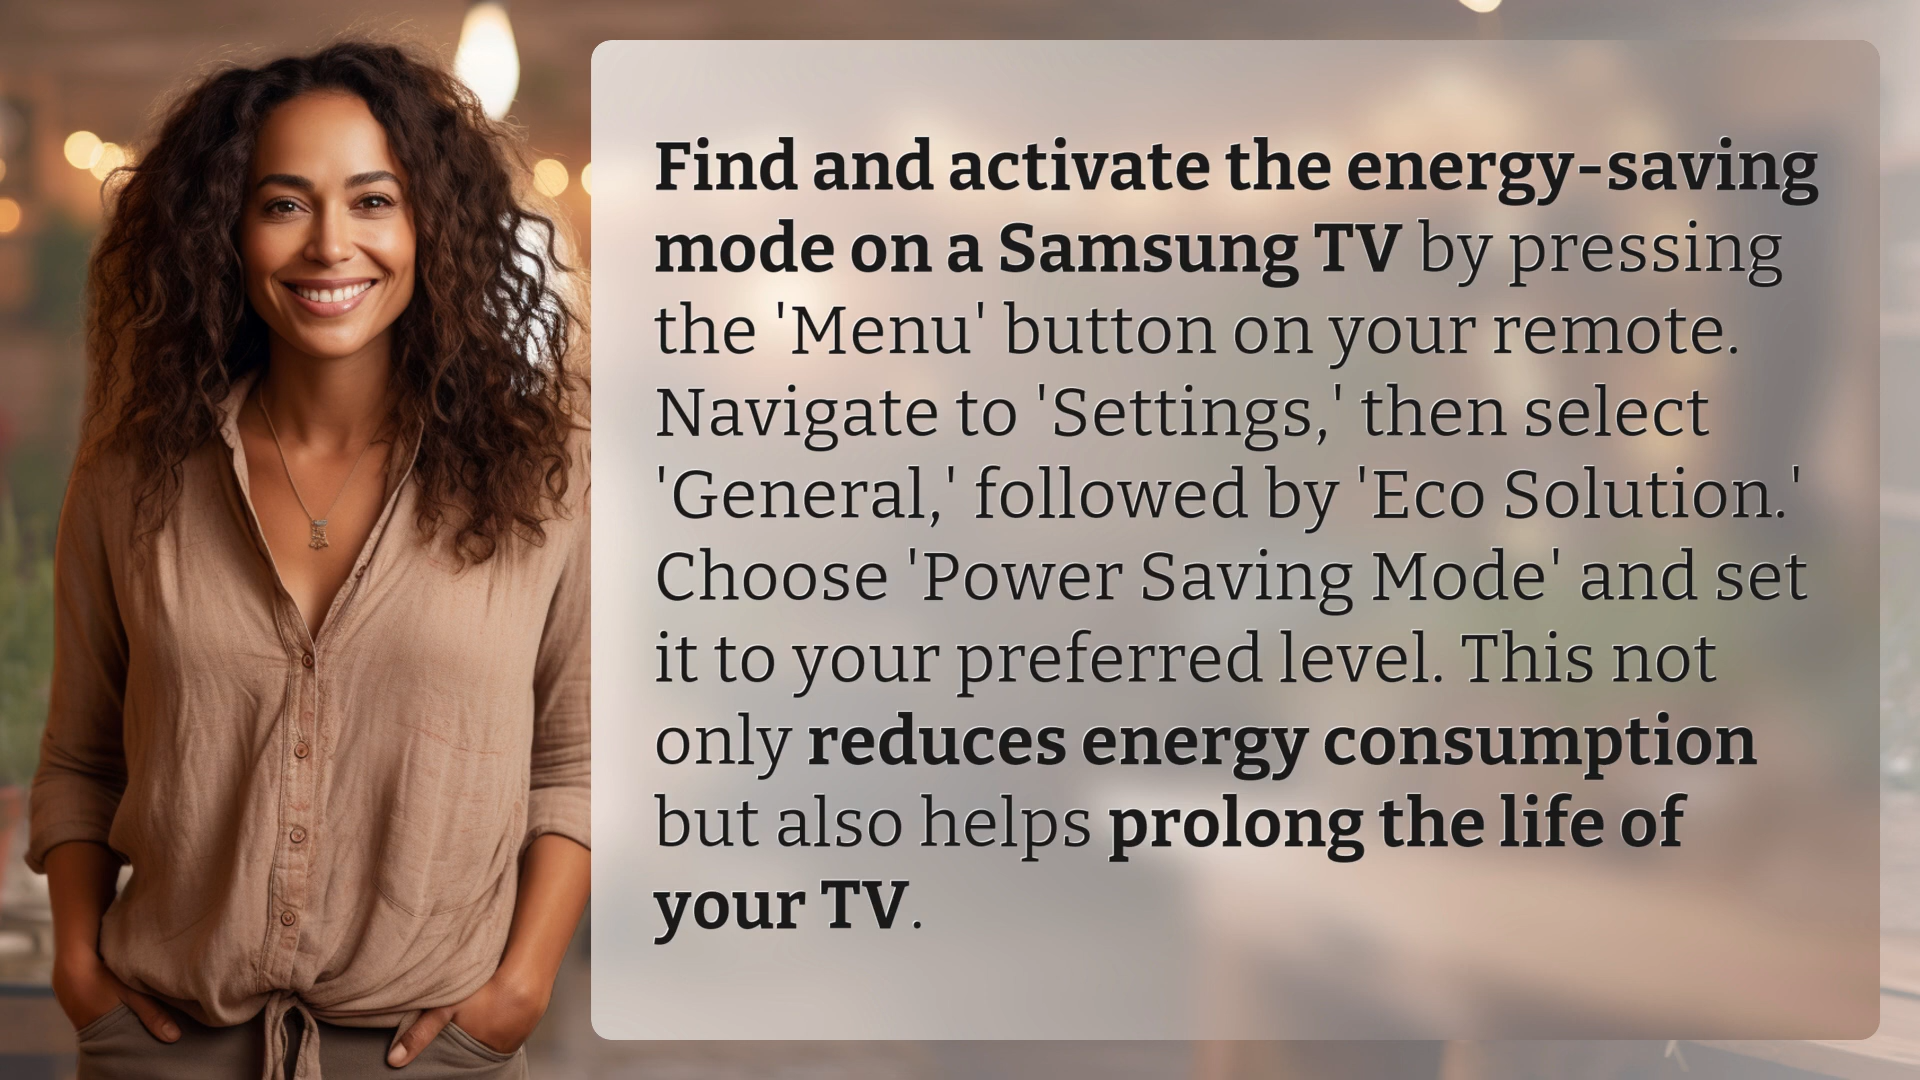 Find and activate the energy-saving
mode on a Samsung TV by pressing
the 'Menu' button on your remote.
Navigate to 'Settings,' then select
'General,' followed by 'Eco Solution.'
Choose 'Power Saving Mode' and set
it to your preferred level. This not
only reduces energy consumption
but also helps prolong the life of
your TV.